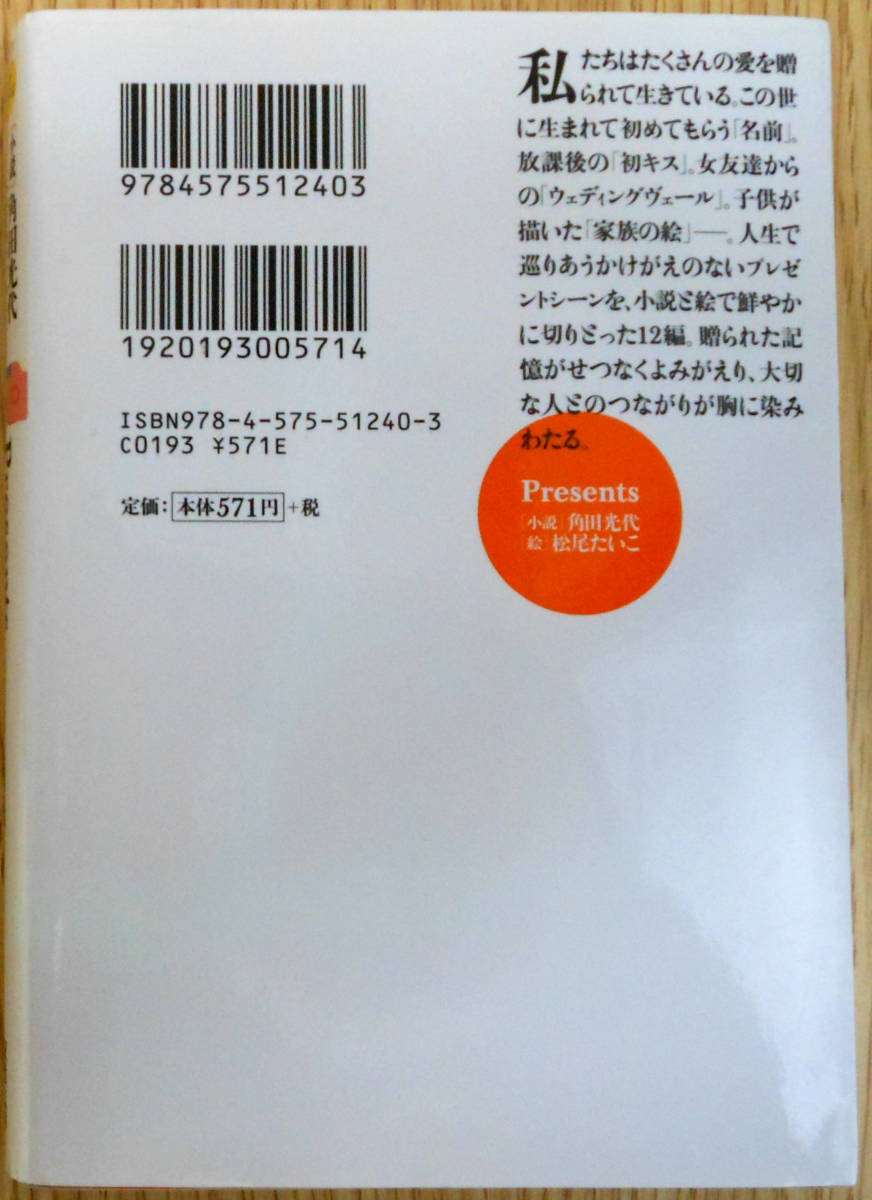 9784575512403
1920193005714
ISBN978-4-575-51240-3
C0193 ¥571E
定価：本体571円+税
私たちはたくさんの愛を贈
られて生きている。この世
に生まれて初めてもらう「名前」。
放課後の「初キス」。女友達から
の「ウェディングヴェール」。子供が
描いた「家族の絵」──。人生で
巡りあうかけがえのないプレゼ
ントシーンを、小説と絵で鮮やか
に切りとった12編。贈られた記
憶がせつなくよみがえり、大切
な人とのつながりが胸に染み
わたる。
Presents
[小説] 角田光代
[絵] 松尾たいこ
角田光代